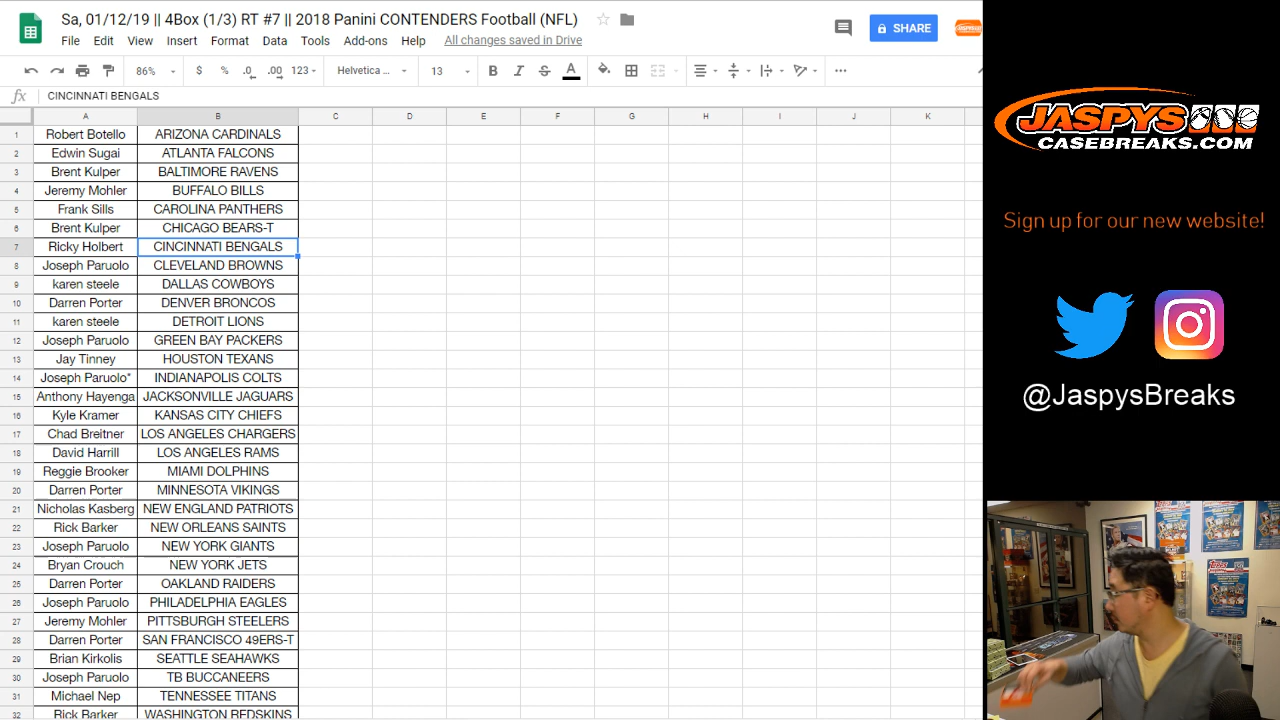 Sa, 01/12/19 || 4Box (1/3) RT #7 || 2018 Panini CONTENDERS Football (NFL)
File Edit View Insert Format Data Tools Add-ons Help All changes saved in Drive
SHARE
86% $ % .0 .00 123 Helvetica ... 13 B I S A
fx CINCINNATI BENGALS
A B C D E F G H I J K
1 Robert Botello ARIZONA CARDINALS
2 Edwin Sugai ATLANTA FALCONS
3 Brent Kulper BALTIMORE RAVENS
4 Jeremy Mohler BUFFALO BILLS
5 Frank Sills CAROLINA PANTHERS
6 Brent Kulper CHICAGO BEARS-T
7 Ricky Holbert CINCINNATI BENGALS
8 Joseph Paruolo CLEVELAND BROWNS
9 karen steele DALLAS COWBOYS
10 Darren Porter DENVER BRONCOS
11 karen steele DETROIT LIONS
12 Joseph Paruolo GREEN BAY PACKERS
13 Jay Tinney HOUSTON TEXANS
14 Joseph Paruolo* INDIANAPOLIS COLTS
15 Anthony Hayenga JACKSONVILLE JAGUARS
16 Kyle Kramer KANSAS CITY CHIEFS
17 Chad Breitner LOS ANGELES CHARGERS
18 David Harrill LOS ANGELES RAMS
19 Reggie Brooker MIAMI DOLPHINS
20 Darren Porter MINNESOTA VIKINGS
21 Nicholas Kasberg NEW ENGLAND PATRIOTS
22 Rick Barker NEW ORLEANS SAINTS
23 Joseph Paruolo NEW YORK GIANTS
24 Bryan Crouch NEW YORK JETS
25 Darren Porter OAKLAND RAIDERS
26 Joseph Paruolo PHILADELPHIA EAGLES
27 Jeremy Mohler PITTSBURGH STEELERS
28 Darren Porter SAN FRANCISCO 49ERS-T
29 Brian Kirkolis SEATTLE SEAHAWKS
30 Joseph Paruolo TB BUCCANEERS
31 Michael Nep TENNESSEE TITANS
32 Rick Barker WASHINGTON REDSKINS
JASPYS
CASEBREAKS.COM
Sign up for our new website!
@JaspysBreaks
Topps